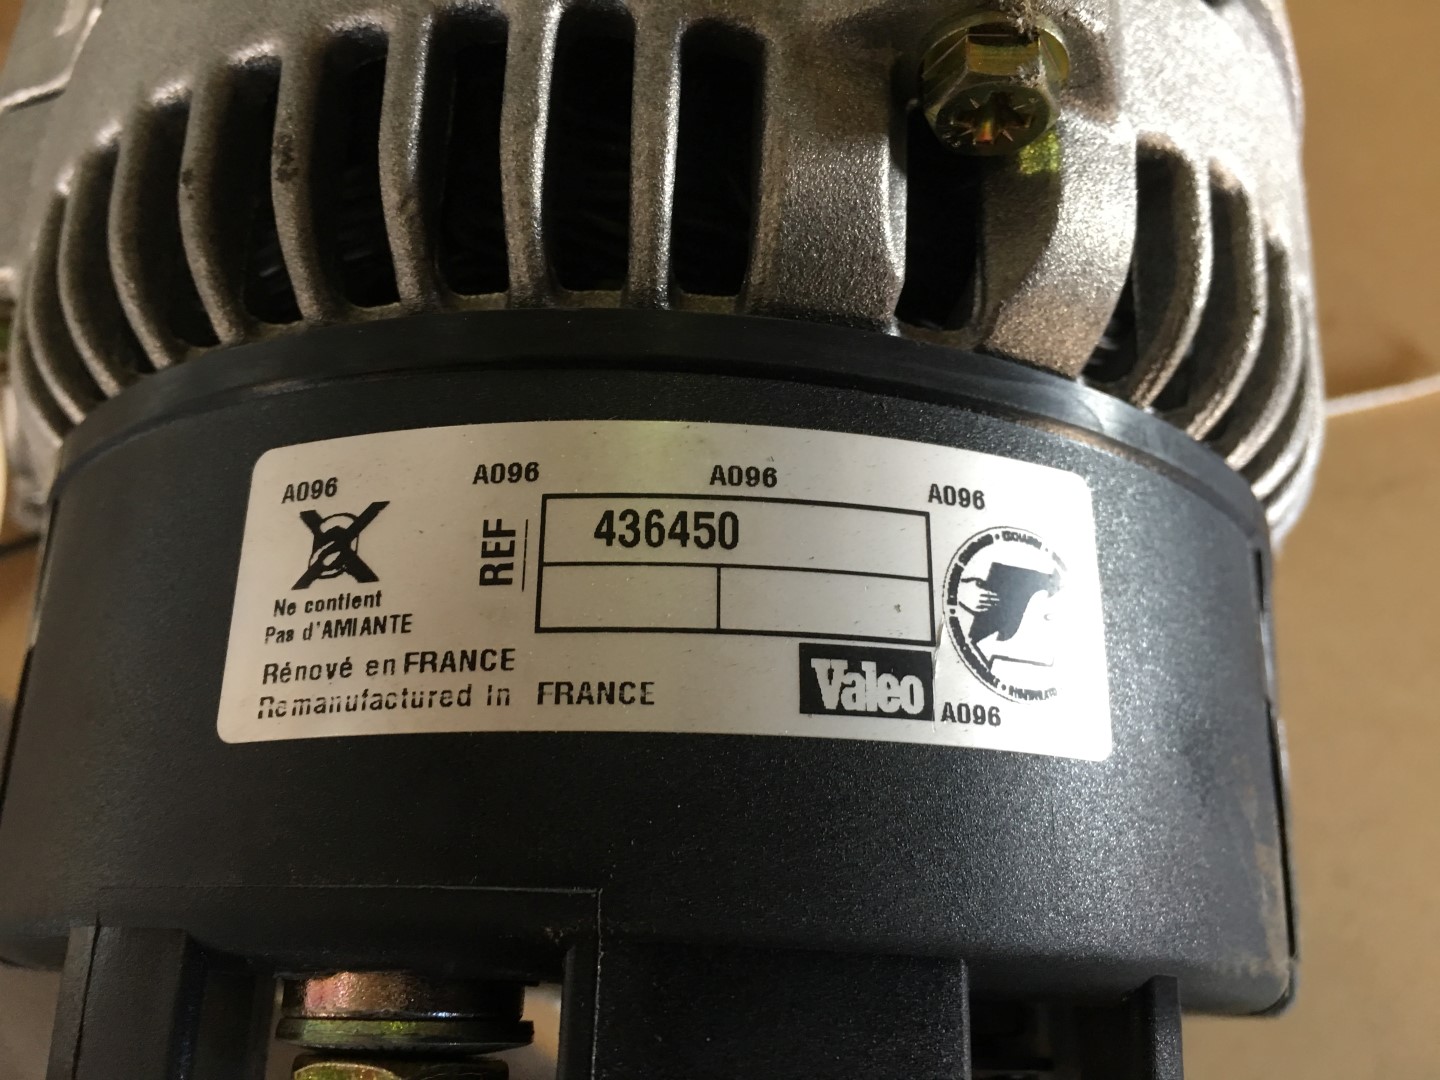 A096 A096 A096 A096
REF 436450
Ne contient
Pas d'AMIANTE
Rénové en FRANCE
Remanufactured in FRANCE
Valeo
A096